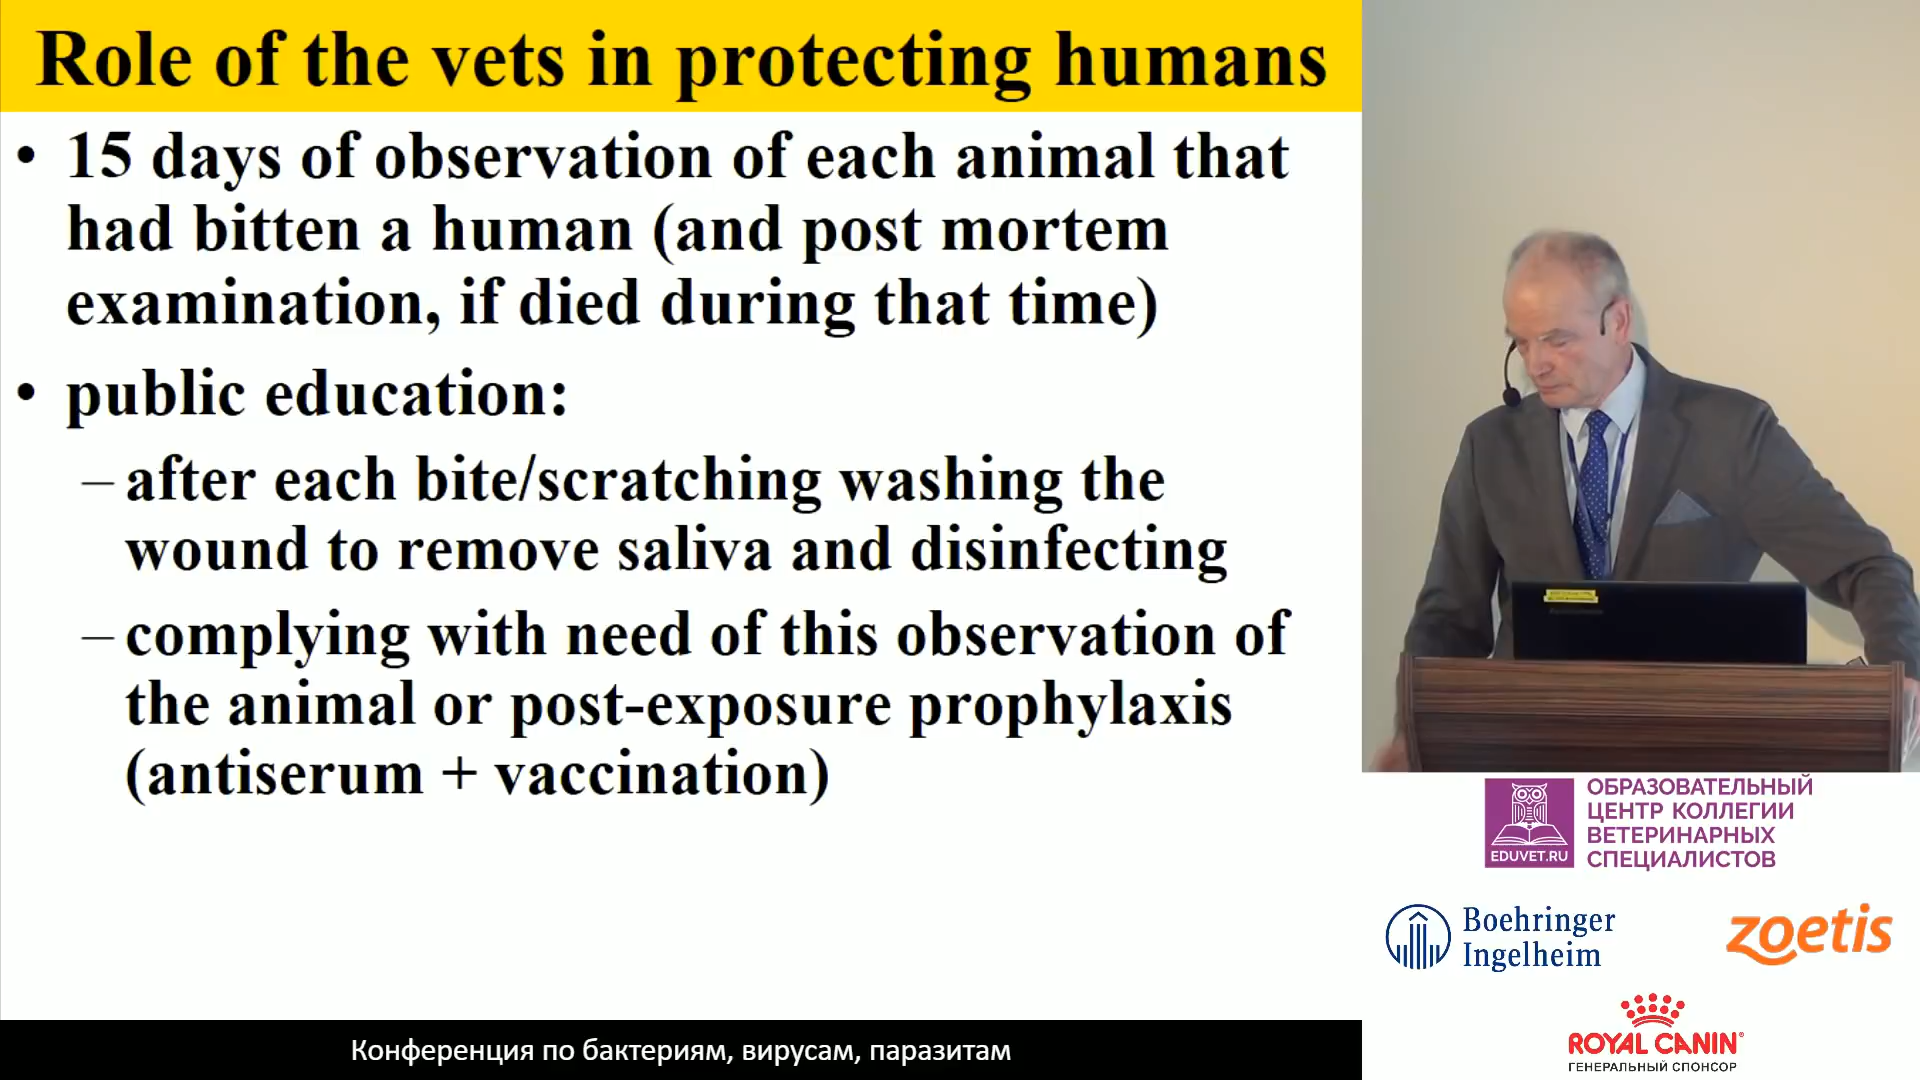 Role of the vets in protecting humans
• 15 days of observation of each animal that
had bitten a human (and post mortem
examination, if died during that time)
• public education:
– after each bite/scratching washing the
wound to remove saliva and disinfecting
– complying with need of this observation of
the animal or post-exposure prophylaxis
(antiserum + vaccination)
EDUVET.RU
ОБРАЗОВАТЕЛЬНЫЙ
ЦЕНТР КОЛЛЕГИИ
ВЕТЕРИНАРНЫХ
СПЕЦИАЛИСТОВ
Boehringer
Ingelheim
zoetis
ROYAL CANIN®
ГЕНЕРАЛЬНЫЙ СПОНСОР
Конференция по бактериям, вирусам, паразитам